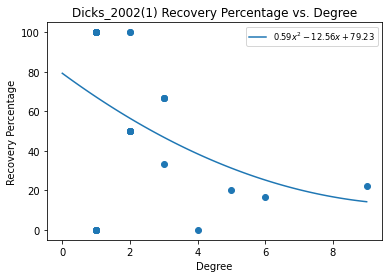 Dicks_2002(1) Recovery Percentage vs. Degree
0.59x² − 12.56x + 79.23
100
80
60
40
20
0
Recovery Percentage
0 2 4 6 8
Degree